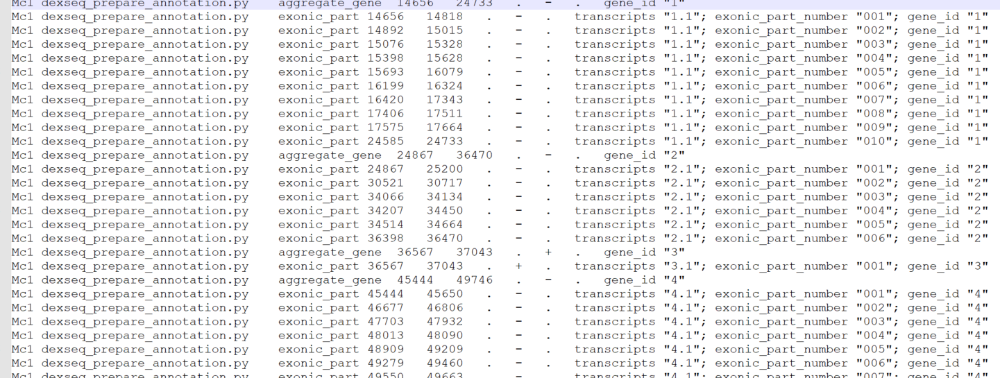 Mc1 dexseq_prepare_annotation.py aggregate_gene 14656 24733 . - . gene_id "1"
Mc1 dexseq_prepare_annotation.py exonic_part 14656 14818 . - . transcripts "1.1"; exonic_part_number "001"; gene_id "1"
Mc1 dexseq_prepare_annotation.py exonic_part 14892 15015 . - . transcripts "1.1"; exonic_part_number "002"; gene_id "1"
Mc1 dexseq_prepare_annotation.py exonic_part 15076 15328 . - . transcripts "1.1"; exonic_part_number "003"; gene_id "1"
Mc1 dexseq_prepare_annotation.py exonic_part 15398 15628 . - . transcripts "1.1"; exonic_part_number "004"; gene_id "1"
Mc1 dexseq_prepare_annotation.py exonic_part 15693 16079 . - . transcripts "1.1"; exonic_part_number "005"; gene_id "1"
Mc1 dexseq_prepare_annotation.py exonic_part 16199 16324 . - . transcripts "1.1"; exonic_part_number "006"; gene_id "1"
Mc1 dexseq_prepare_annotation.py exonic_part 16420 17343 . - . transcripts "1.1"; exonic_part_number "007"; gene_id "1"
Mc1 dexseq_prepare_annotation.py exonic_part 17406 17511 . - . transcripts "1.1"; exonic_part_number "008"; gene_id "1"
Mc1 dexseq_prepare_annotation.py exonic_part 17575 17664 . - . transcripts "1.1"; exonic_part_number "009"; gene_id "1"
Mc1 dexseq_prepare_annotation.py exonic_part 24585 24733 . - . transcripts "1.1"; exonic_part_number "010"; gene_id "1"
Mc1 dexseq_prepare_annotation.py aggregate_gene 24867 36470 . - . gene_id "2"
Mc1 dexseq_prepare_annotation.py exonic_part 24867 25200 . - . transcripts "2.1"; exonic_part_number "001"; gene_id "2"
Mc1 dexseq_prepare_annotation.py exonic_part 30521 30717 . - . transcripts "2.1"; exonic_part_number "002"; gene_id "2"
Mc1 dexseq_prepare_annotation.py exonic_part 34066 34134 . - . transcripts "2.1"; exonic_part_number "003"; gene_id "2"
Mc1 dexseq_prepare_annotation.py exonic_part 34207 34450 . - . transcripts "2.1"; exonic_part_number "004"; gene_id "2"
Mc1 dexseq_prepare_annotation.py exonic_part 34514 34664 . - . transcripts "2.1"; exonic_part_number "005"; gene_id "2"
Mc1 dexseq_prepare_annotation.py exonic_part 36398 36470 . - . transcripts "2.1"; exonic_part_number "006"; gene_id "2"
Mc1 dexseq_prepare_annotation.py aggregate_gene 36567 37043 . + . gene_id "3"
Mc1 dexseq_prepare_annotation.py exonic_part 36567 37043 . + . transcripts "3.1"; exonic_part_number "001"; gene_id "3"
Mc1 dexseq_prepare_annotation.py aggregate_gene 45444 49746 . - . gene_id "4"
Mc1 dexseq_prepare_annotation.py exonic_part 45444 45650 . - . transcripts "4.1"; exonic_part_number "001"; gene_id "4"
Mc1 dexseq_prepare_annotation.py exonic_part 46677 46806 . - . transcripts "4.1"; exonic_part_number "002"; gene_id "4"
Mc1 dexseq_prepare_annotation.py exonic_part 47703 47932 . - . transcripts "4.1"; exonic_part_number "003"; gene_id "4"
Mc1 dexseq_prepare_annotation.py exonic_part 48013 48090 . - . transcripts "4.1"; exonic_part_number "004"; gene_id "4"
Mc1 dexseq_prepare_annotation.py exonic_part 48909 49209 . - . transcripts "4.1"; exonic_part_number "005"; gene_id "4"
Mc1 dexseq_prepare_annotation.py exonic_part 49279 49460 . - . transcripts "4.1"; exonic_part_number "006"; gene_id "4"
Mc1 dexseq_prepare_annotation.py exonic_part 49550 49663 . - . transcripts "4.1"; exonic_part_number "007"; gene_id "4"